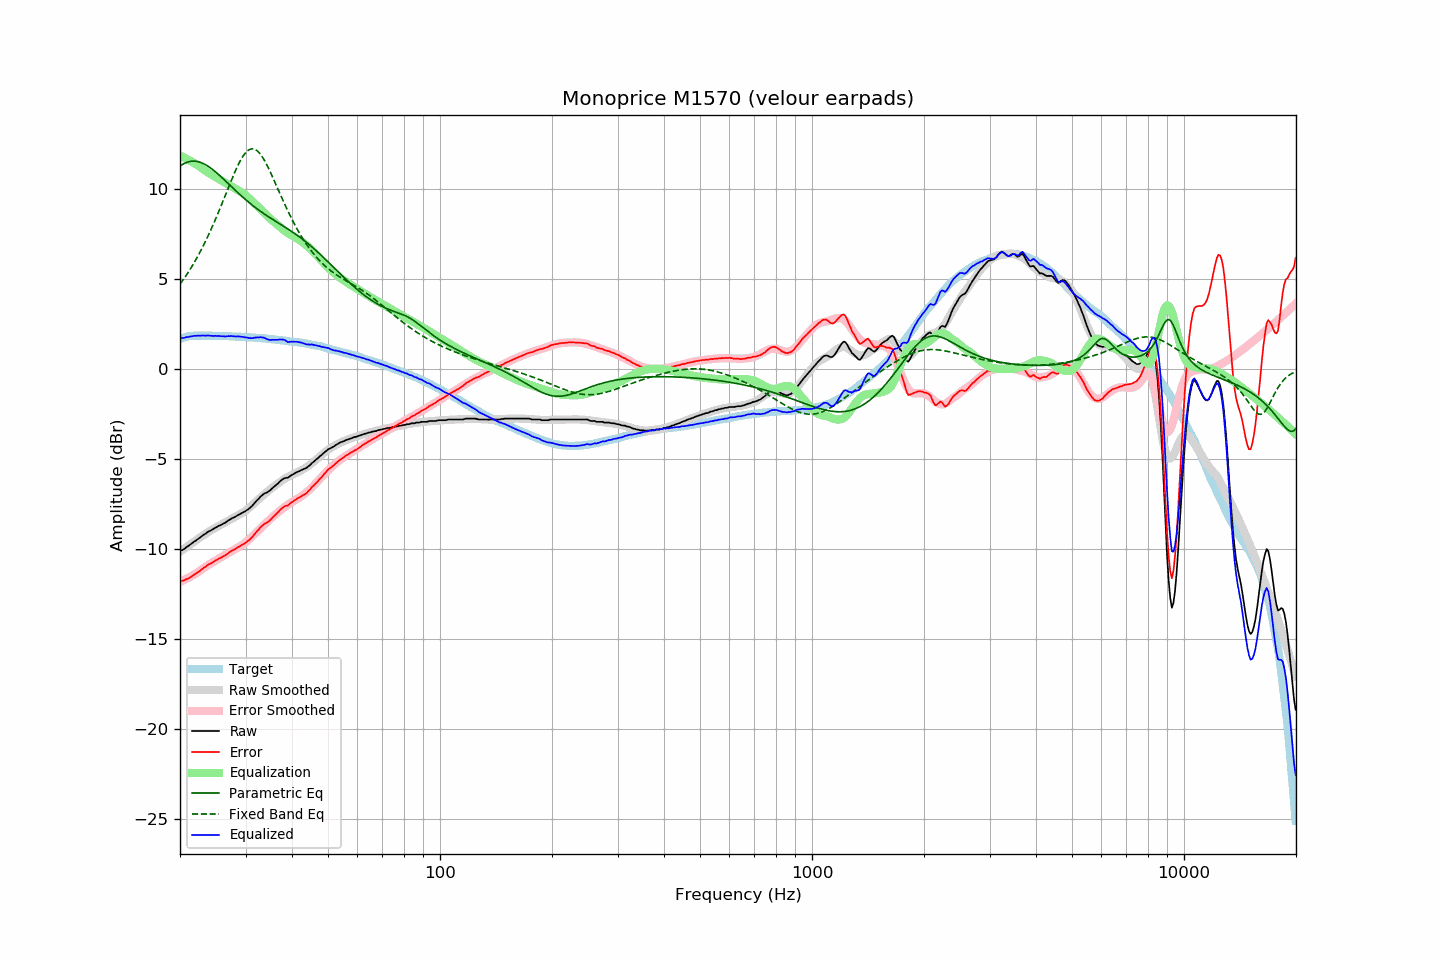 Monoprice M1570 (velour earpads)
10
5
0
−5
−10
−15
−20
−25
Amplitude (dBr)
Target
Raw Smoothed
Error Smoothed
Raw
Error
Equalization
Parametric Eq
Fixed Band Eq
Equalized
100
1000
10000
Frequency (Hz)